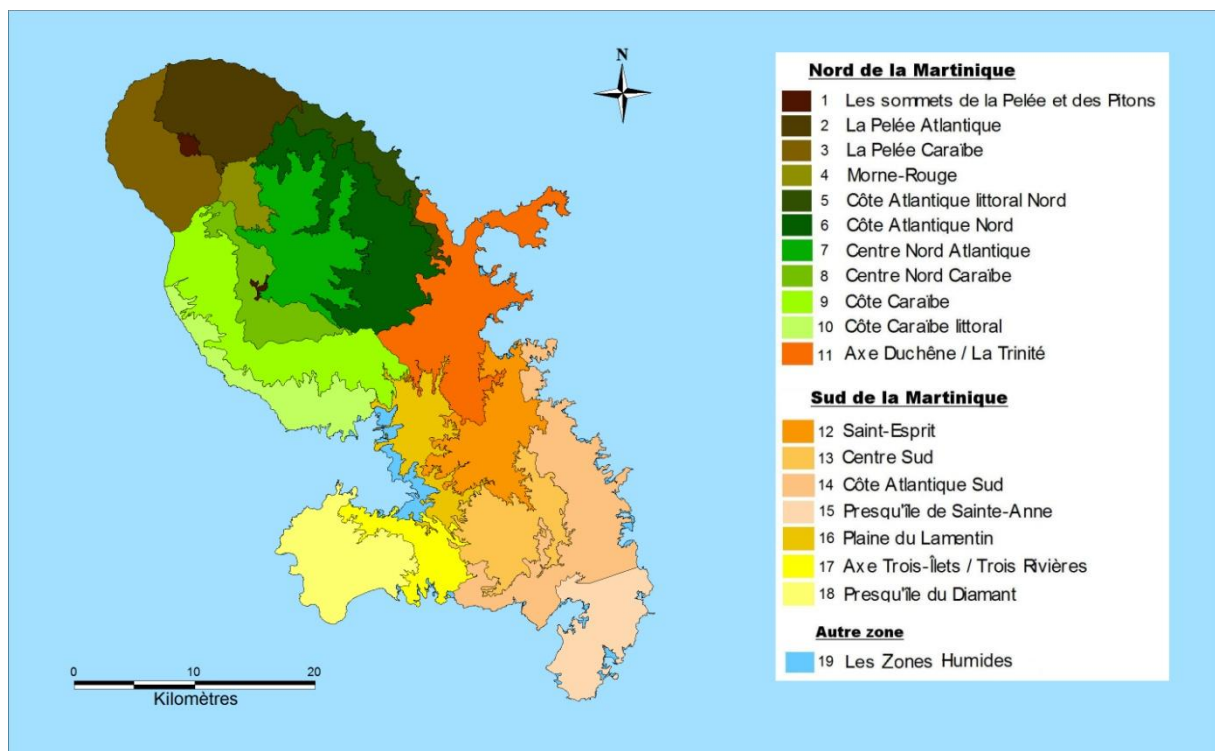 N
Nord de la Martinique
1 Les sommets de la Pelée et des Pitons
2 La Pelée Atlantique
3 La Pelée Caraïbe
4 Morne-Rouge
5 Côte Atlantique littoral Nord
6 Côte Atlantique Nord
7 Centre Nord Atlantique
8 Centre Nord Caraïbe
9 Côte Caraïbe
10 Côte Caraïbe littoral
11 Axe Duchêne / La Trinité
Sud de la Martinique
12 Saint-Esprit
13 Centre Sud
14 Côte Atlantique Sud
15 Presqu'île de Sainte-Anne
16 Plaine du Lamentin
17 Axe Trois-Îlets / Trois Rivières
18 Presqu'île du Diamant
Autre zone
19 Les Zones Humides
0 10 20
Kilomètres